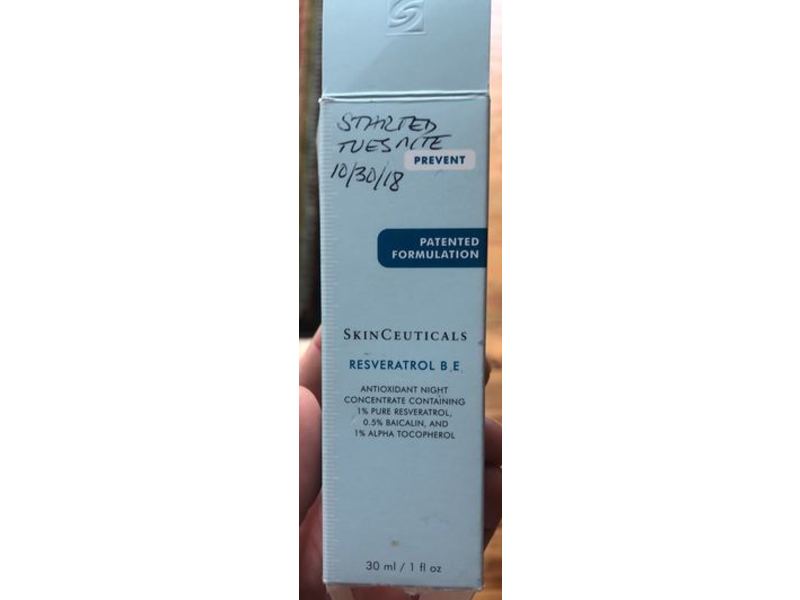 STARTED
TUES NITE
10/30/18
PREVENT
PATENTED
FORMULATION
SKINCEUTICALS
RESVERATROL B E
ANTIOXIDANT NIGHT
CONCENTRATE CONTAINING
1% PURE RESVERATROL,
0.5% BAICALIN, AND
1% ALPHA TOCOPHEROL
30 ml / 1 fl oz